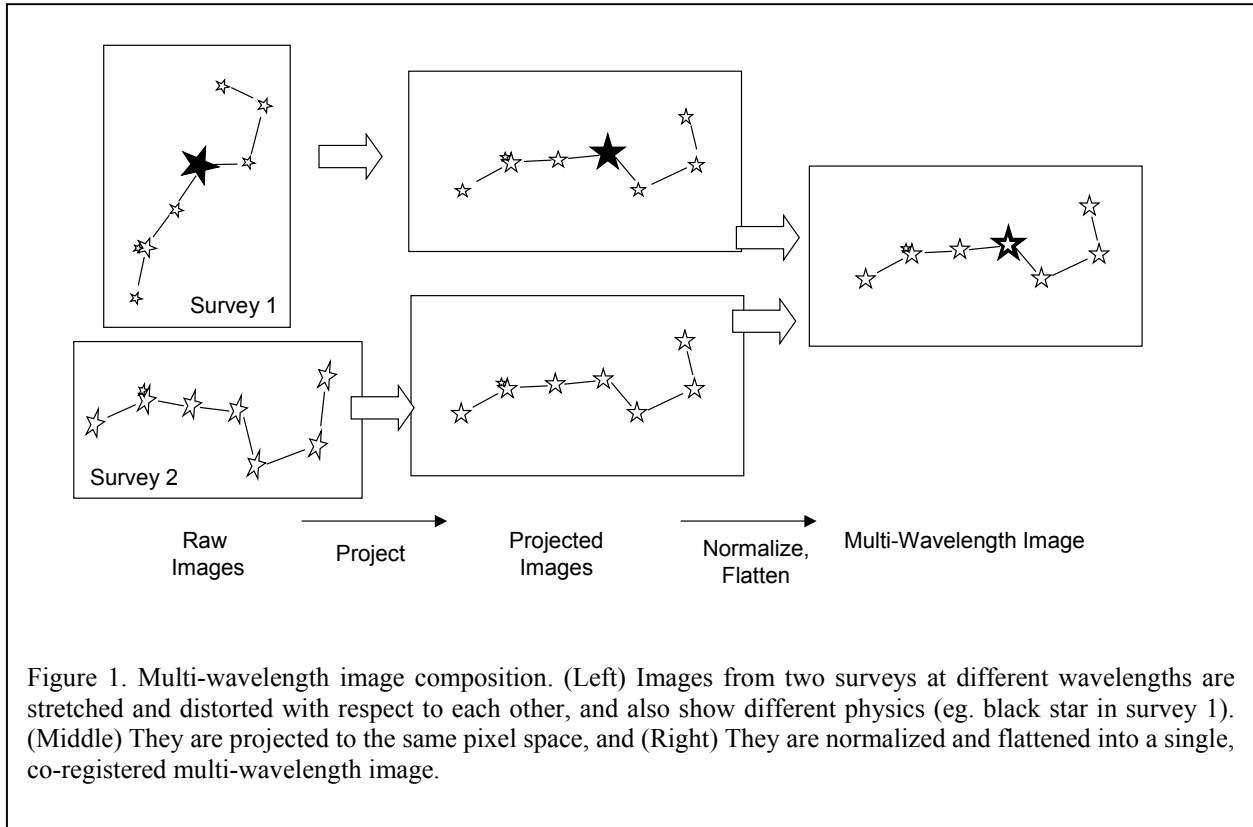 Survey 1
Survey 2
Raw
Images
Project
Projected
Images
Normalize,
Flatten
Multi-Wavelength Image
Figure 1. Multi-wavelength image composition. (Left) Images from two surveys at different wavelengths are
stretched and distorted with respect to each other, and also show different physics (eg. black star in survey 1).
(Middle) They are projected to the same pixel space, and (Right) They are normalized and flattened into a single,
co-registered multi-wavelength image.